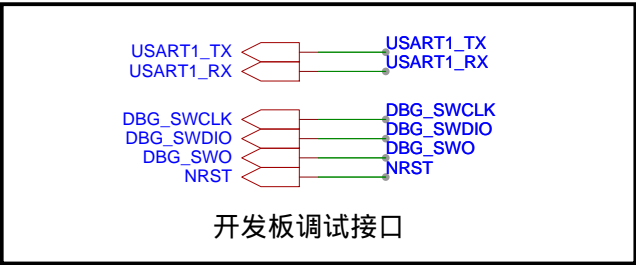 USART1_TX USART1_TX
USART1_RX USART1_RX
DBG_SWCLK DBG_SWCLK
DBG_SWDIO DBG_SWDIO
DBG_SWO DBG_SWO
NRST NRST
开发板调试接口